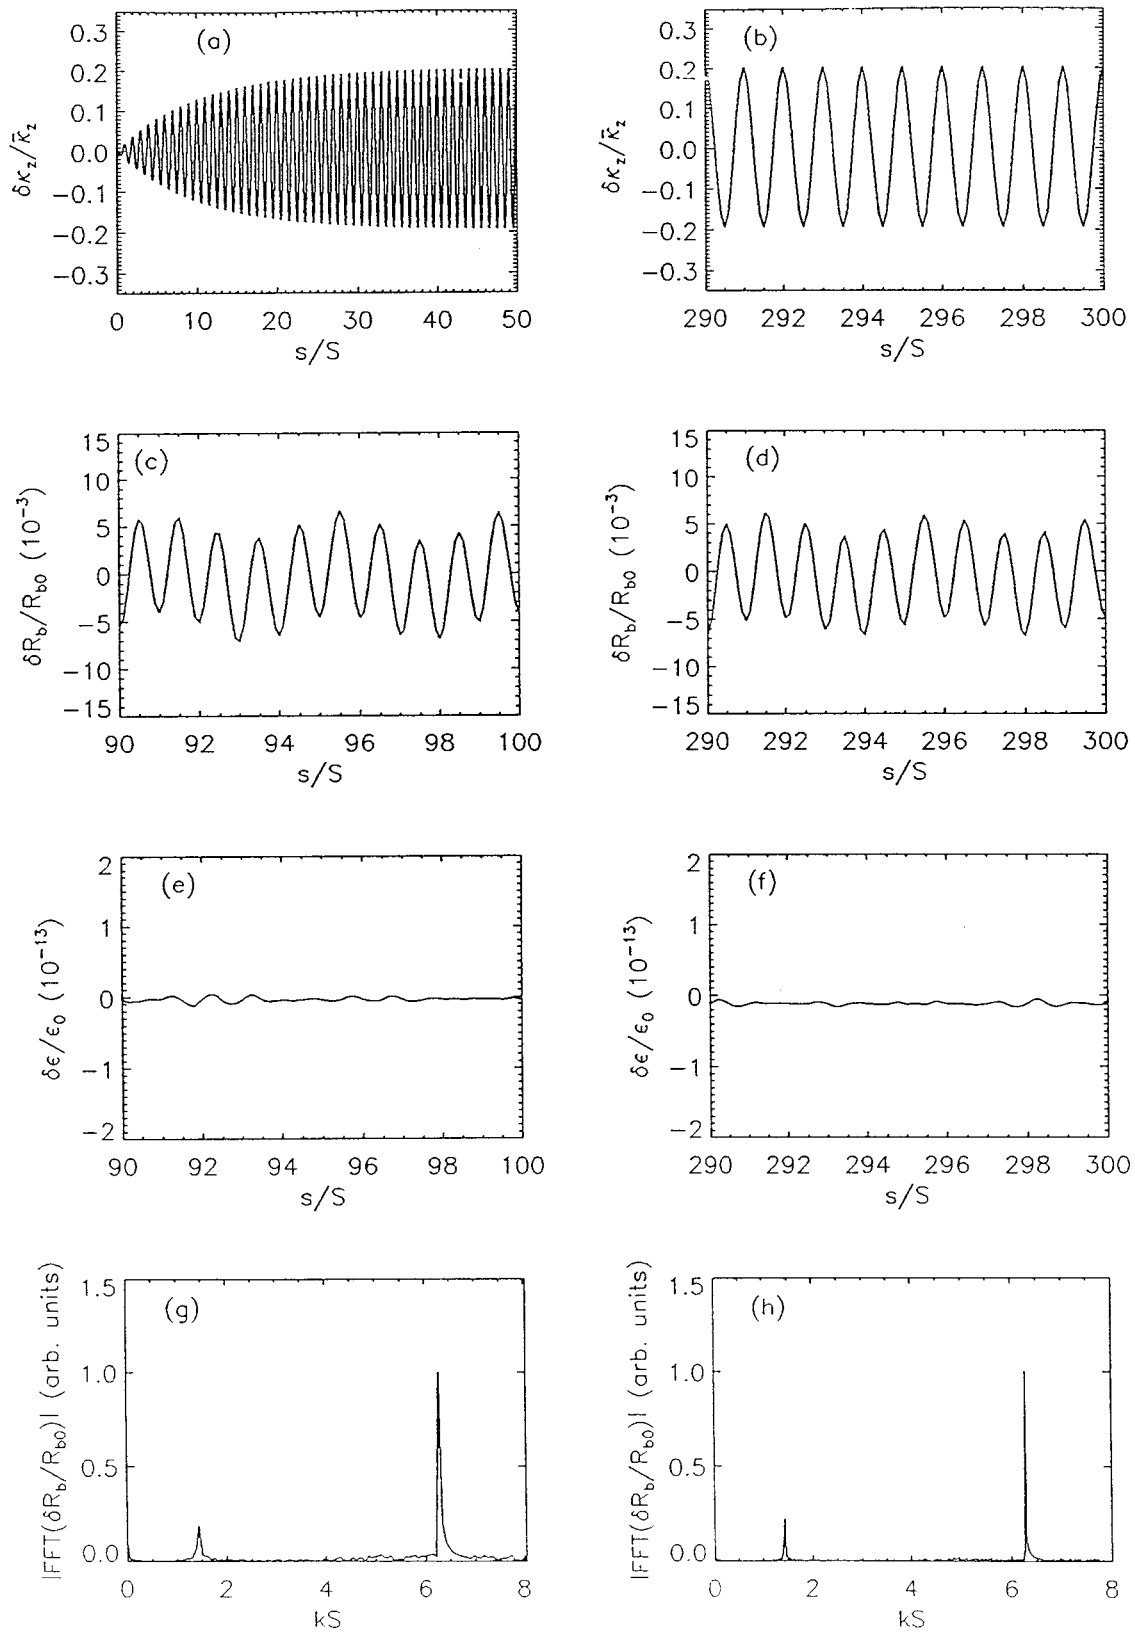 (a)
δκz/κ̄z
0.3
0.2
0.1
0.0
−0.1
−0.2
−0.3
0 10 20 30 40 50
s/S
(b)
δκz/κ̄z
0.3
0.2
0.1
0.0
−0.1
−0.2
−0.3
290 292 294 296 298 300
s/S
(c)
δRb/Rb0 (10−3)
15
10
5
0
−5
−10
−15
90 92 94 96 98 100
s/S
(d)
δRb/Rb0 (10−3)
15
10
5
0
−5
−10
−15
290 292 294 296 298 300
s/S
(e)
δϵ/ϵ0 (10−13)
2
1
0
−1
−2
90 92 94 96 98 100
s/S
(f)
δϵ/ϵ0 (10−13)
2
1
0
−1
−2
290 292 294 296 298 300
s/S
(g)
|FFT(δRb/Rb0)| (arb. units)
1.5
1.0
0.5
0.0
0 2 4 6 8
kS
(h)
|FFT(δRb/Rb0)| (arb. units)
1.5
1.0
0.5
0.0
0 2 4 6 8
kS